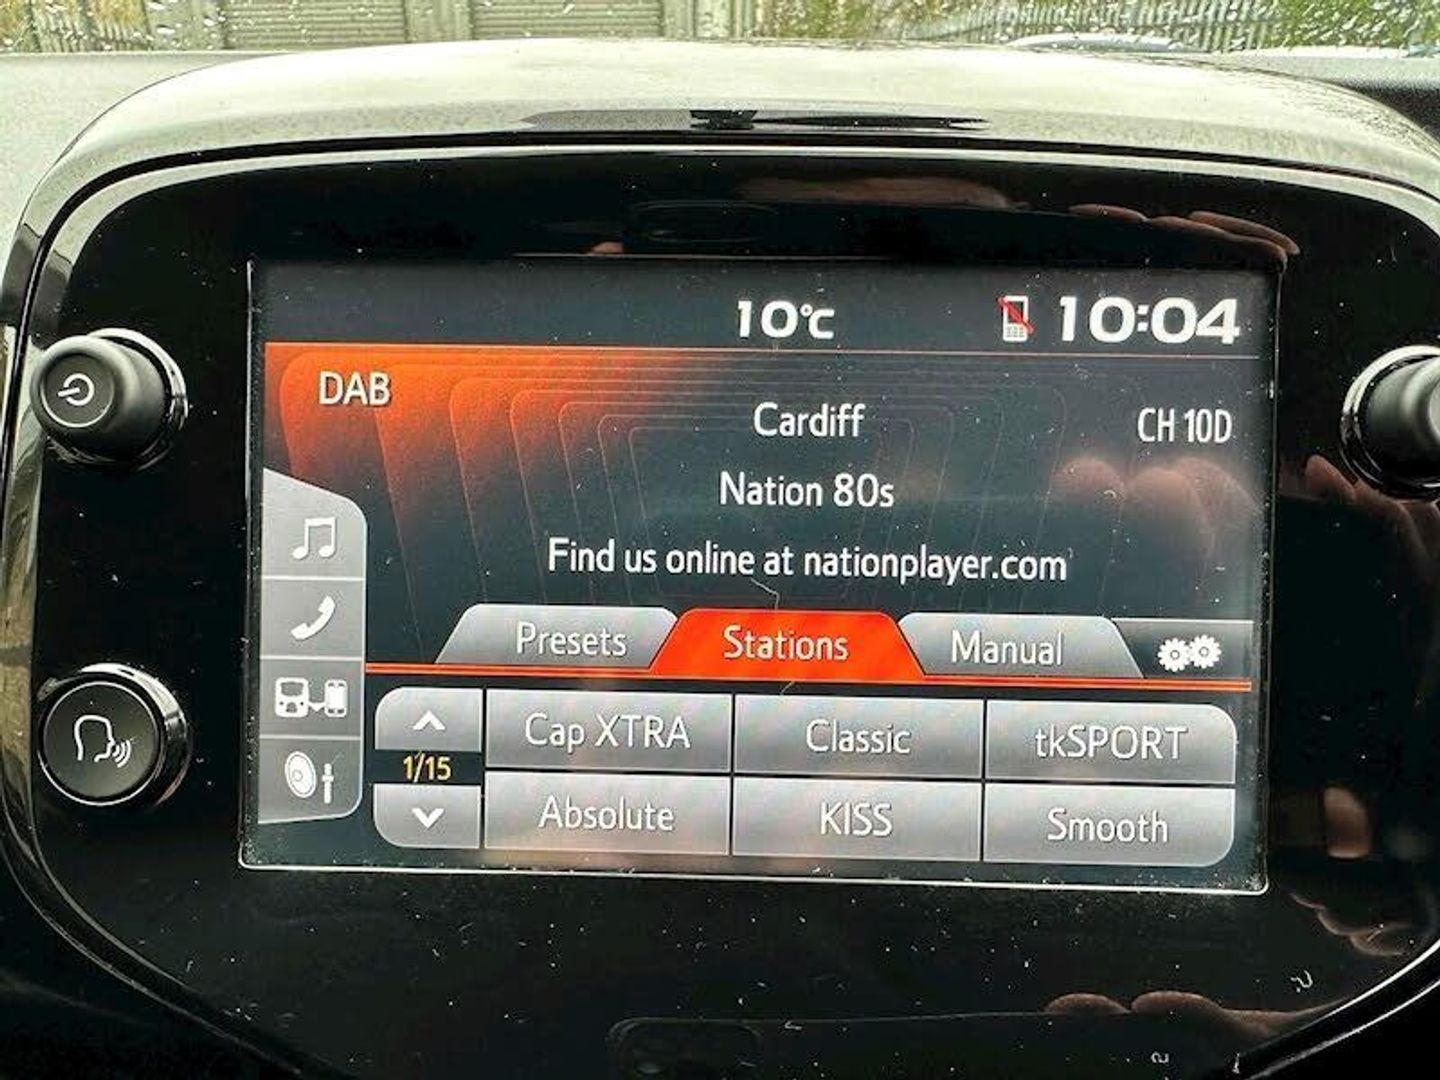 10°C 10:04
DAB
Cardiff CH 10D
Nation 80s
Find us online at nationplayer.com
Presets Stations Manual
Cap XTRA Classic tkSPORT
1/15
Absolute KISS Smooth